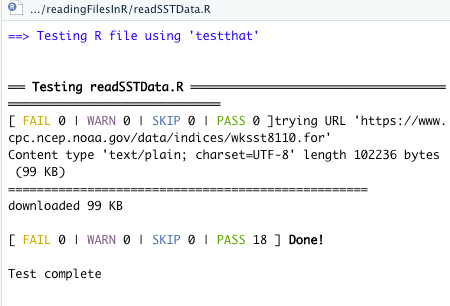 .../readingFilesInR/readSSTData.R
==> Testing R file using 'testthat'
══ Testing readSSTData.R ═══════════════════════════════════
═════════════════════════════
[ FAIL 0 | WARN 0 | SKIP 0 | PASS 0 ]trying URL 'https://www.
cpc.ncep.noaa.gov/data/indices/wksst8110.for'
Content type 'text/plain; charset=UTF-8' length 102236 bytes
 (99 KB)
==================================================
downloaded 99 KB
[ FAIL 0 | WARN 0 | SKIP 0 | PASS 18 ] Done!
Test complete